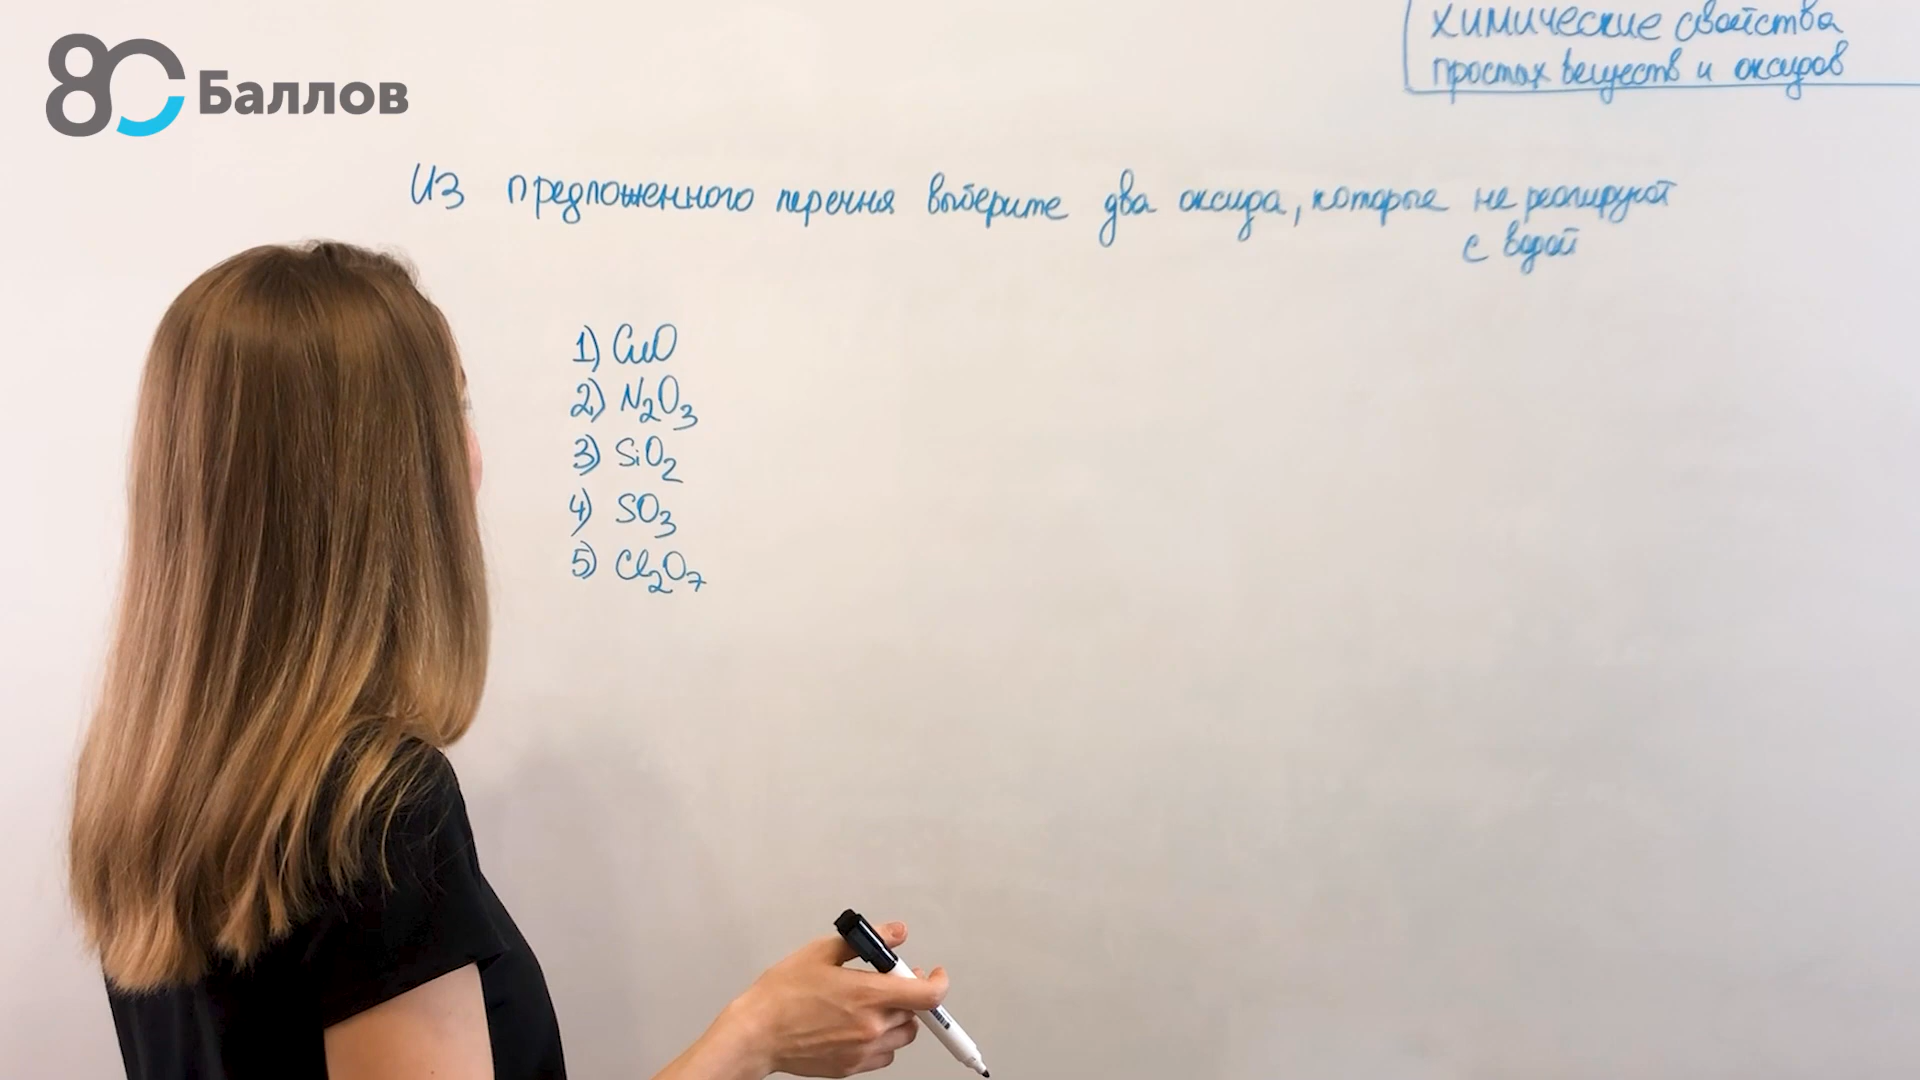 80 Баллов
химические свойства
простых веществ и оксидов
Из предложенного перечня выберите два оксида, которые не реагируют
с водой
1) CuO
2) N₂O₃
3) SiO₂
4) SO₃
5) Cl₂O₇